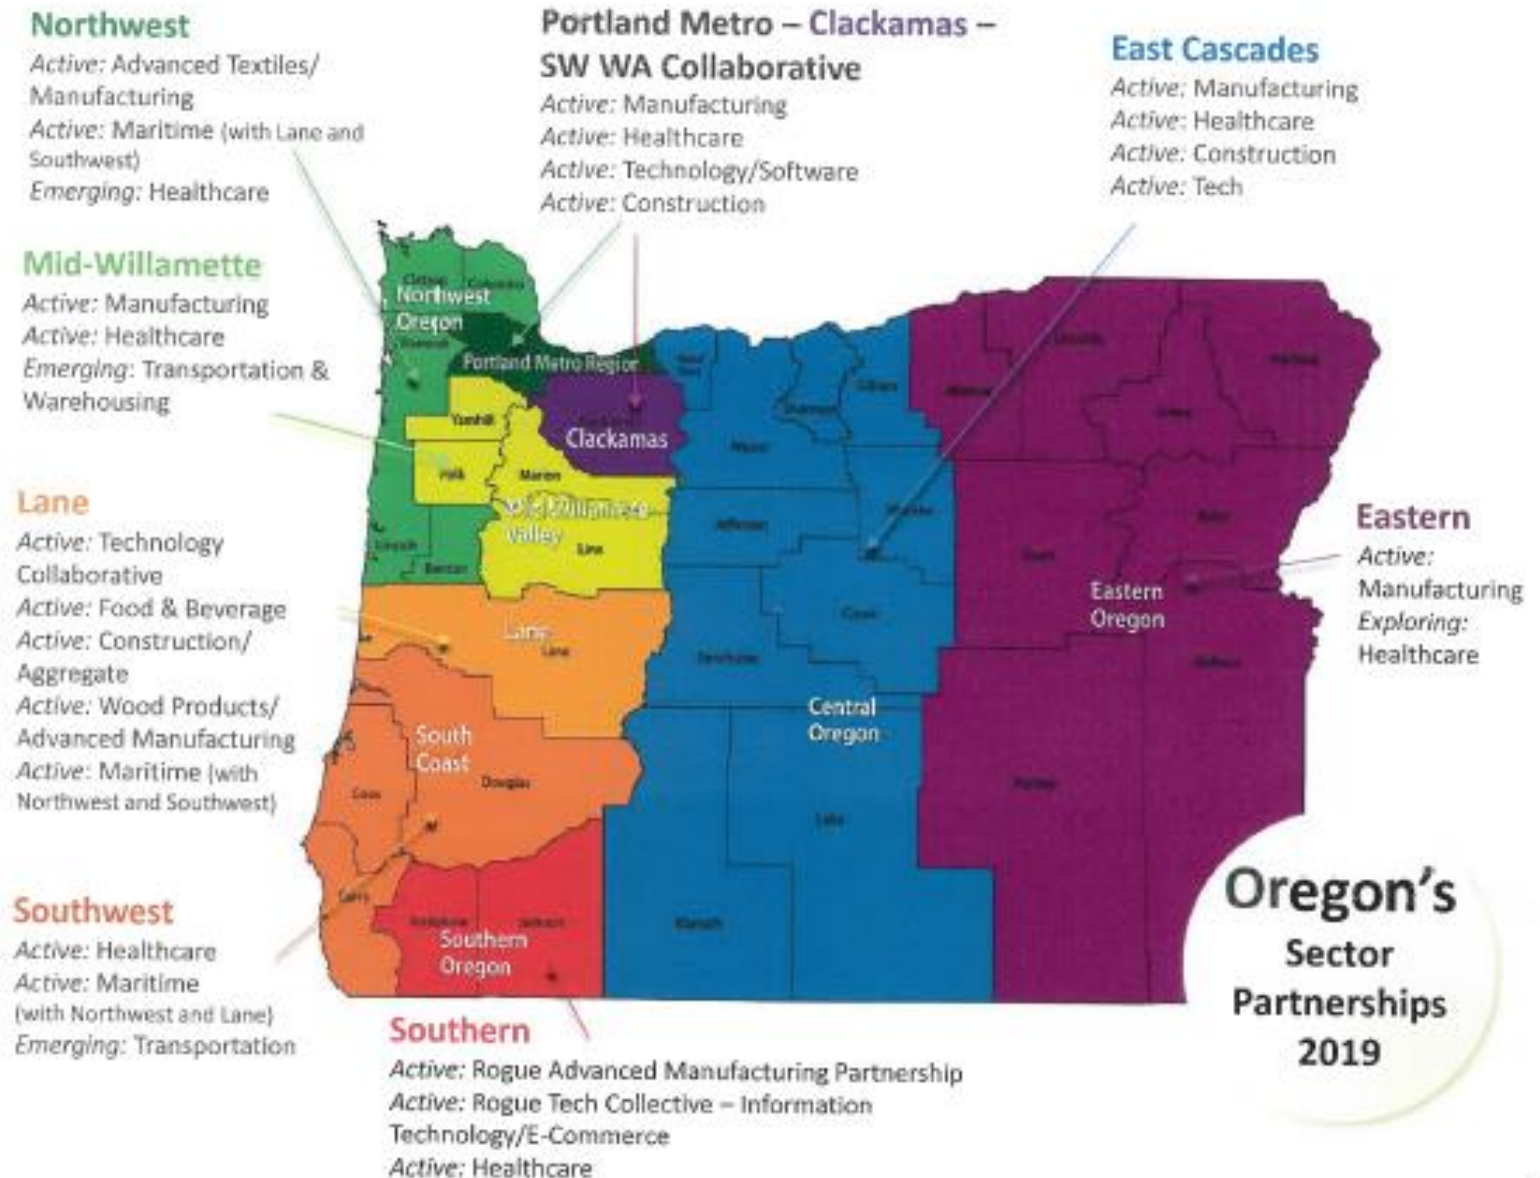 Northwest
Active: Advanced Textiles/
Manufacturing
Active: Maritime (with Lane and
Southwest)
Emerging: Healthcare
Portland Metro – Clackamas –
SW WA Collaborative
Active: Manufacturing
Active: Healthcare
Active: Technology/Software
Active: Construction
East Cascades
Active: Manufacturing
Active: Healthcare
Active: Construction
Active: Tech
Mid-Willamette
Active: Manufacturing
Active: Healthcare
Emerging: Transportation &
Warehousing
Lane
Active: Technology
Collaborative
Active: Food & Beverage
Active: Construction/
Aggregate
Active: Wood Products/
Advanced Manufacturing
Active: Maritime (with
Northwest and Southwest)
Southwest
Active: Healthcare
Active: Maritime
(with Northwest and Lane)
Emerging: Transportation
Southern
Active: Rogue Advanced Manufacturing Partnership
Active: Rogue Tech Collective – Information
Technology/E-Commerce
Active: Healthcare
Eastern
Active:
Manufacturing
Exploring:
Healthcare
Northwest
Oregon
Portland Metro Region
Clackamas
Yamhill
Polk
Marion
Mid Willamette
Valley
Linn
Lincoln
Benton
Lane
Lane
South
Coast
Douglas
Coos
Curry
Southern
Oregon
Jackson
Central
Oregon
Jefferson
Crook
Deschutes
Lake
Klamath
Gilliam
Eastern
Oregon
Oregon's
Sector
Partnerships
2019